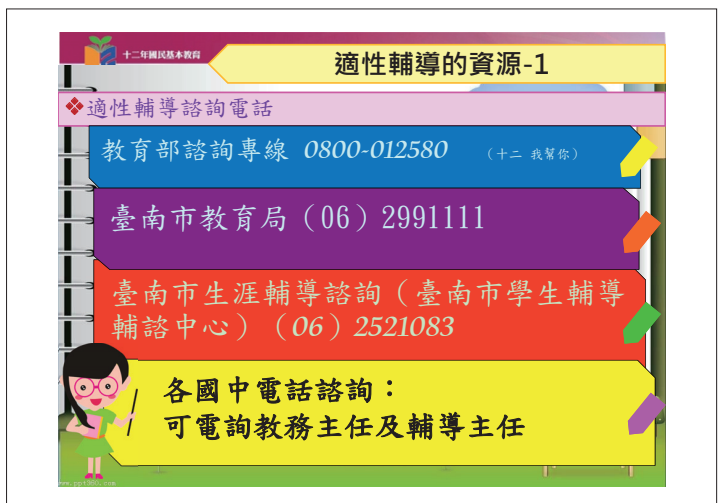 十二年國民基本教育
適性輔導的資源-1
❖適性輔導諮詢電話
教育部諮詢專線 0800-012580 (十二 我幫你)
臺南市教育局(06)2991111
臺南市生涯輔導諮詢(臺南市學生輔導
輔諮中心)(06)2521083
各國中電話諮詢：
可電詢教務主任及輔導主任
www.ppt360.com